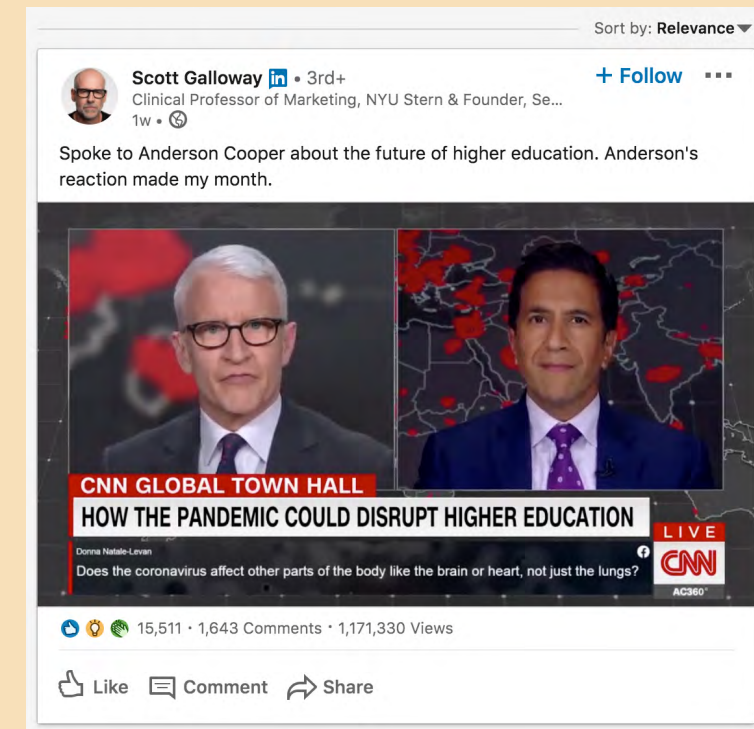 Sort by: Relevance
Scott Galloway in • 3rd+
+ Follow
Clinical Professor of Marketing, NYU Stern & Founder, Se...
1w •
Spoke to Anderson Cooper about the future of higher education. Anderson's
reaction made my month.
CNN GLOBAL TOWN HALL
HOW THE PANDEMIC COULD DISRUPT HIGHER EDUCATION
Donna Natale-Levan
Does the coronavirus affect other parts of the body like the brain or heart, not just the lungs?
LIVE
CNN
AC360°
15,511 · 1,643 Comments · 1,171,330 Views
Like Comment Share